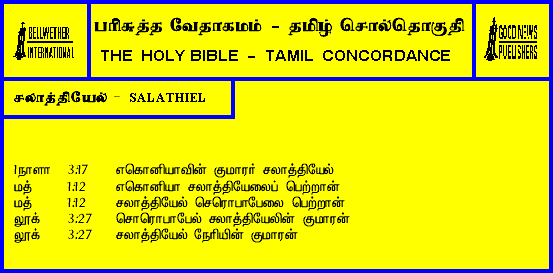 BELLWETHER
INTERNATIONAL
பரிசுத்த வேதாகமம் - தமிழ் சொல்தொகுதி
THE HOLY BIBLE - TAMIL CONCORDANCE
GOOD NEWS
PUBLISHERS
சலாத்தியேல் - SALATHIEL
1நாளா 3:17 எகொனியாவின் குமாரர் சலாத்தியேல்
மத் 1:12 எகொனியா சலாத்தியேலைப் பெற்றான்
மத் 1:12 சலாத்தியேல் செரொபாபேலை பெற்றான்
லூக் 3:27 சொரொபாபேல் சலாத்தியேலின் குமாரன்
லூக் 3:27 சலாத்தியேல் நேரியின் குமாரன்